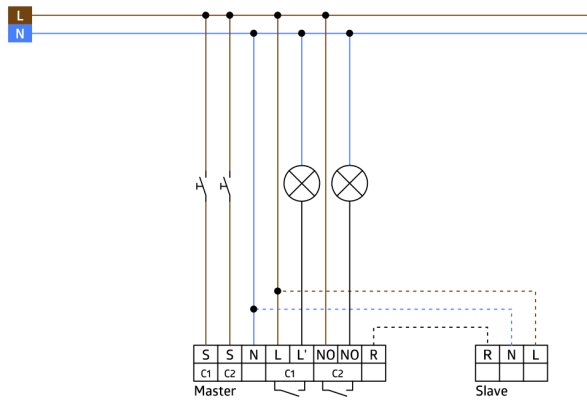 L
N
S S N L L' NO NO R
C1 C2 C1 C2
Master
R N L
Slave